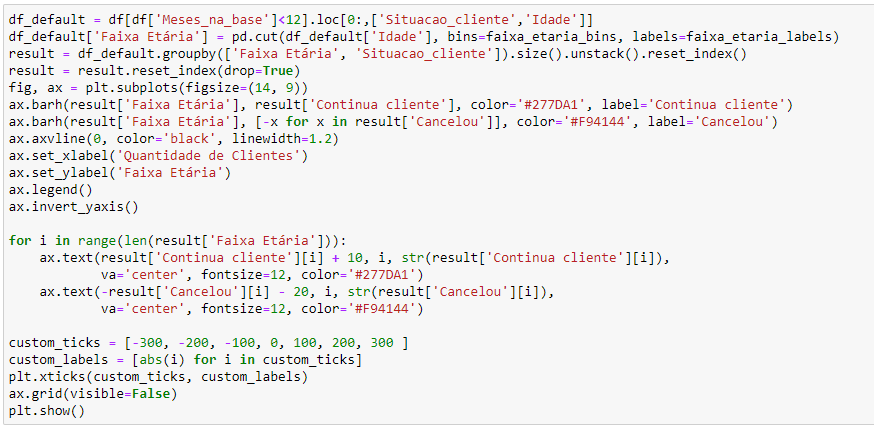 df_default = df[df['Meses_na_base']<12].loc[0:,['Situacao_cliente','Idade']]
df_default['Faixa Etária'] = pd.cut(df_default['Idade'], bins=faixa_etaria_bins, labels=faixa_etaria_labels)
result = df_default.groupby(['Faixa Etária', 'Situacao_cliente']).size().unstack().reset_index()
result = result.reset_index(drop=True)
fig, ax = plt.subplots(figsize=(14, 9))
ax.barh(result['Faixa Etária'], result['Continua cliente'], color='#277DA1', label='Continua cliente')
ax.barh(result['Faixa Etária'], [-x for x in result['Cancelou']], color='#F94144', label='Cancelou')
ax.axvline(0, color='black', linewidth=1.2)
ax.set_xlabel('Quantidade de Clientes')
ax.set_ylabel('Faixa Etária')
ax.legend()
ax.invert_yaxis()

for i in range(len(result['Faixa Etária'])):
    ax.text(result['Continua cliente'][i] + 10, i, str(result['Continua cliente'][i]),
            va='center', fontsize=12, color='#277DA1')
    ax.text(-result['Cancelou'][i] - 20, i, str(result['Cancelou'][i]),
            va='center', fontsize=12, color='#F94144')

custom_ticks = [-300, -200, -100, 0, 100, 200, 300 ]
custom_labels = [abs(i) for i in custom_ticks]
plt.xticks(custom_ticks, custom_labels)
ax.grid(visible=False)
plt.show()